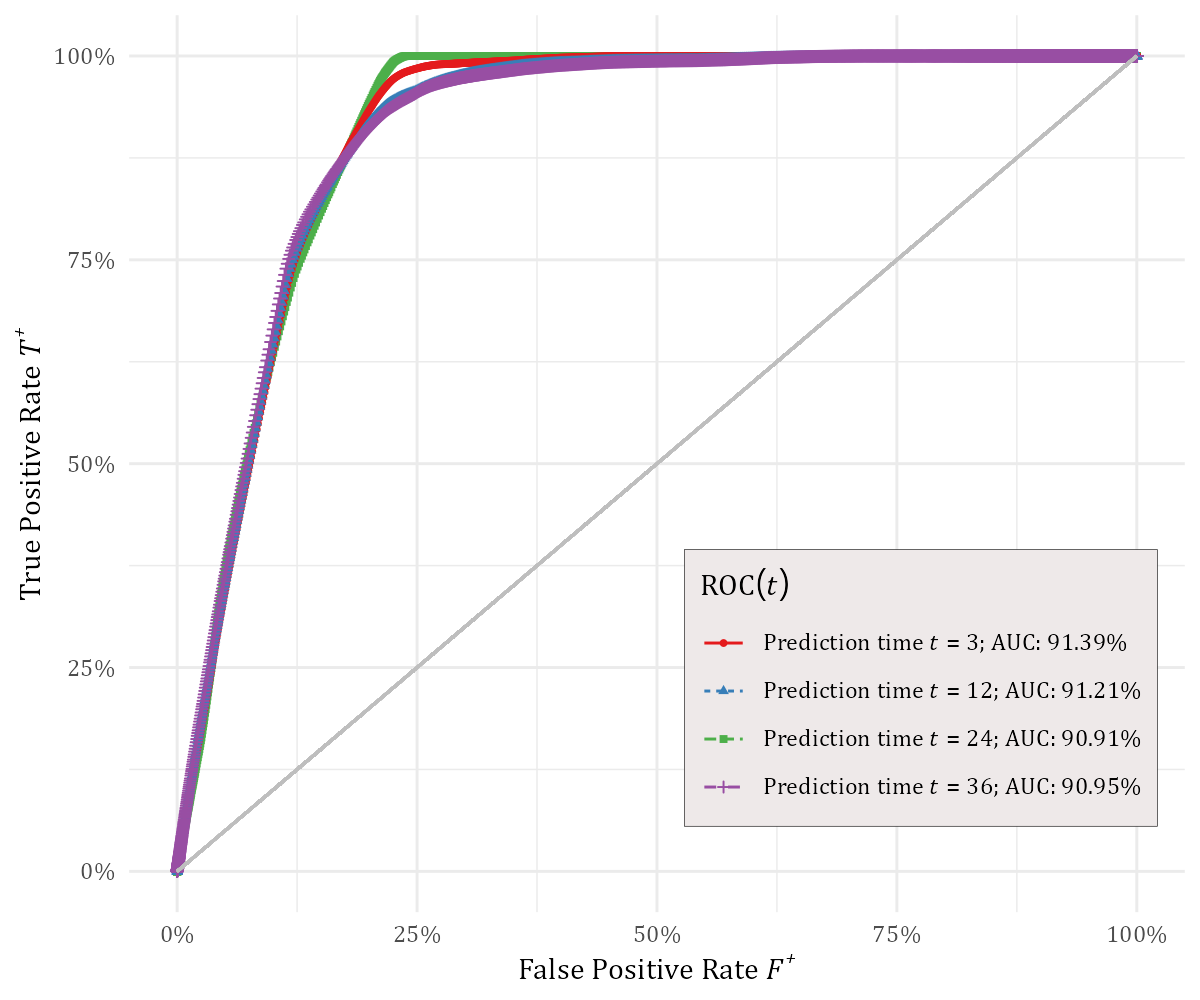 100%
75%
50%
25%
0%
True Positive Rate T⁺
ROC(t)
Prediction time t = 3; AUC: 91.39%
Prediction time t = 12; AUC: 91.21%
Prediction time t = 24; AUC: 90.91%
Prediction time t = 36; AUC: 90.95%
0% 25% 50% 75% 100%
False Positive Rate F⁺